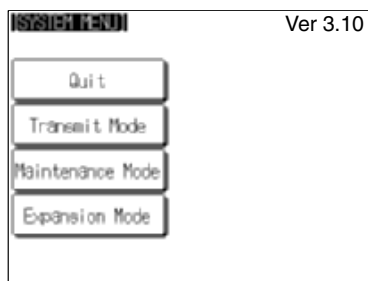 [SYSTEM MENU]
Ver 3.10
Quit
Transmit Mode
Maintenance Mode
Expansion Mode